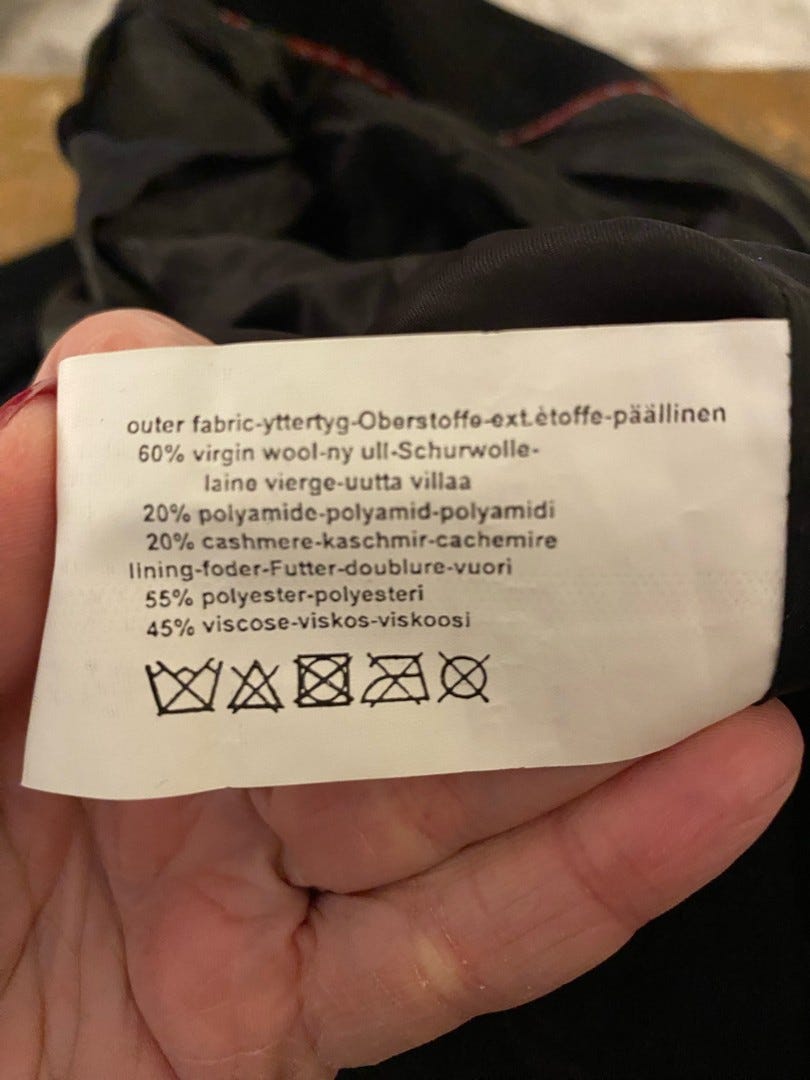 outer fabric-yttertyg-Oberstoffe-ext.ètoffe-päällinen
60% virgin wool-ny ull-Schurwolle-
laine vierge-uutta villaa
20% polyamide-polyamid-polyamidi
20% cashmere-kaschmir-cachemire
lining-foder-Futter-doublure-vuori
55% polyester-polyesteri
45% viscose-viskos-viskoosi